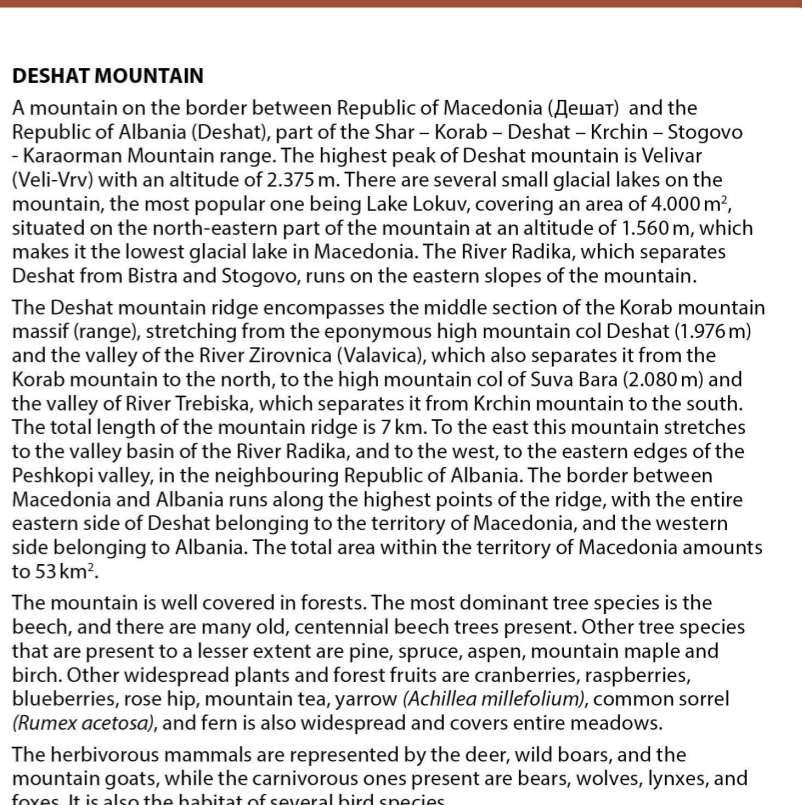 DESHAT MOUNTAIN
A mountain on the border between Republic of Macedonia (Дешат) and the
Republic of Albania (Deshat), part of the Shar – Korab – Deshat – Krchin – Stogovo
- Karaorman Mountain range. The highest peak of Deshat mountain is Velivar
(Veli-Vrv) with an altitude of 2.375 m. There are several small glacial lakes on the
mountain, the most popular one being Lake Lokuv, covering an area of 4.000 m²,
situated on the north-eastern part of the mountain at an altitude of 1.560 m, which
makes it the lowest glacial lake in Macedonia. The River Radika, which separates
Deshat from Bistra and Stogovo, runs on the eastern slopes of the mountain.
The Deshat mountain ridge encompasses the middle section of the Korab mountain
massif (range), stretching from the eponymous high mountain col Deshat (1.976 m)
and the valley of the River Zirovnica (Valavica), which also separates it from the
Korab mountain to the north, to the high mountain col of Suva Bara (2.080 m) and
the valley of River Trebiska, which separates it from Krchin mountain to the south.
The total length of the mountain ridge is 7 km. To the east this mountain stretches
to the valley basin of the River Radika, and to the west, to the eastern edges of the
Peshkopi valley, in the neighbouring Republic of Albania. The border between
Macedonia and Albania runs along the highest points of the ridge, with the entire
eastern side of Deshat belonging to the territory of Macedonia, and the western
side belonging to Albania. The total area within the territory of Macedonia amounts
to 53 km².
The mountain is well covered in forests. The most dominant tree species is the
beech, and there are many old, centennial beech trees present. Other tree species
that are present to a lesser extent are pine, spruce, aspen, mountain maple and
birch. Other widespread plants and forest fruits are cranberries, raspberries,
blueberries, rose hip, mountain tea, yarrow (Achillea millefolium), common sorrel
(Rumex acetosa), and fern is also widespread and covers entire meadows.
The herbivorous mammals are represented by the deer, wild boars, and the
mountain goats, while the carnivorous ones present are bears, wolves, lynxes, and
foxes. It is also the habitat of several bird species.